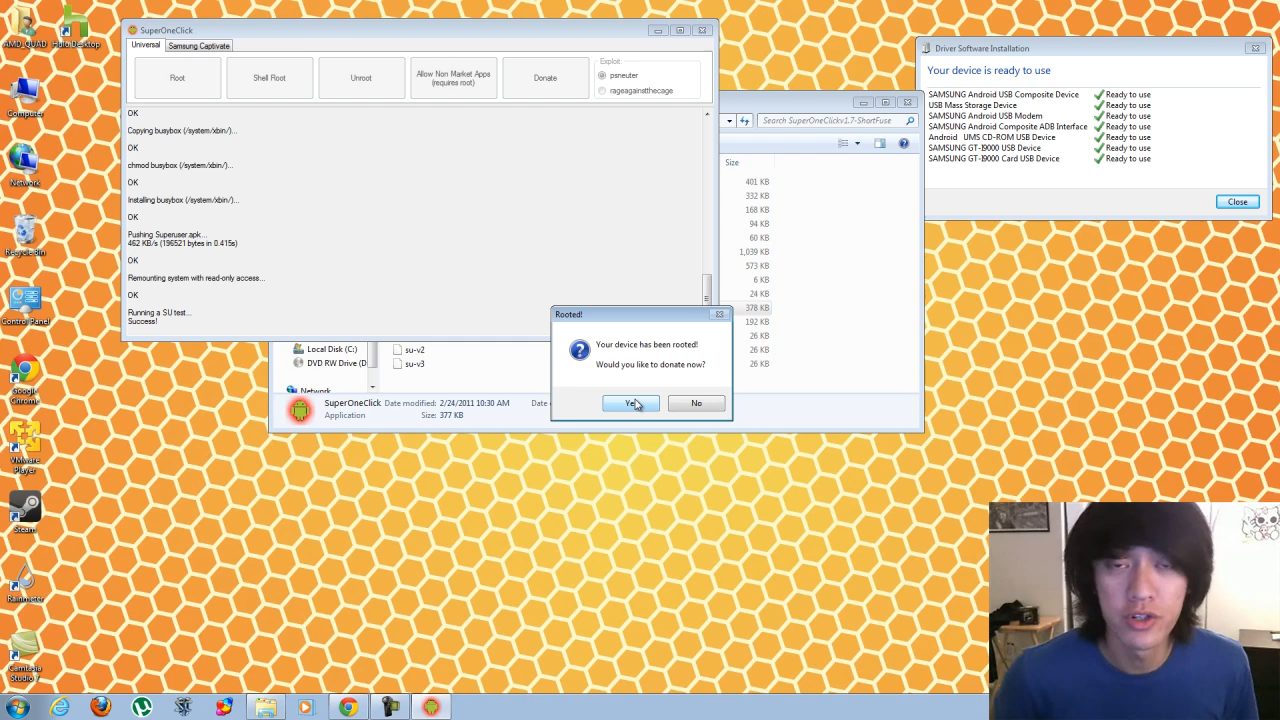 AMD_QUAD
Hulo Desktop
Computer
Network
Recycle Bin
Control Panel
Google Chrome
VMware Player
Steam
Rainmeter
Camtasia Studio 7
SuperOneClick
Universal
Samsung Captivate
Root
Shell Root
Unroot
Allow Non Market Apps
(requires root)
Donate
Exploit:
psneuter
rageagainstthecage
OK
Copying busybox (/system/xbin/)...
OK
chmod busybox (/system/xbin/)...
OK
Installing busybox (/system/xbin/)...
OK
Pushing Superuser.apk...
462 KB/s (196521 bytes in 0.415s)
OK
Remounting system with read-only access...
OK
Running a SU test...
Success!
Search SuperOneClickv1.7-ShortFuse
Size
401 KB
332 KB
168 KB
94 KB
60 KB
1,039 KB
573 KB
6 KB
24 KB
378 KB
192 KB
26 KB
26 KB
26 KB
Local Disk (C:)
DVD RW Drive (D
Network
su-v2
su-v3
SuperOneClick Date modified: 2/24/2011 10:30 AM
Application Size: 377 KB
Rooted!
Your device has been rooted!
Would you like to donate now?
Yes
No
Driver Software Installation
Your device is ready to use
SAMSUNG Android USB Composite Device Ready to use
USB Mass Storage Device Ready to use
SAMSUNG Android USB Modem Ready to use
SAMSUNG Android Composite ADB Interface Ready to use
Android UMS CD-ROM USB Device Ready to use
SAMSUNG GT-I9000 USB Device Ready to use
SAMSUNG GT-I9000 Card USB Device Ready to use
Close